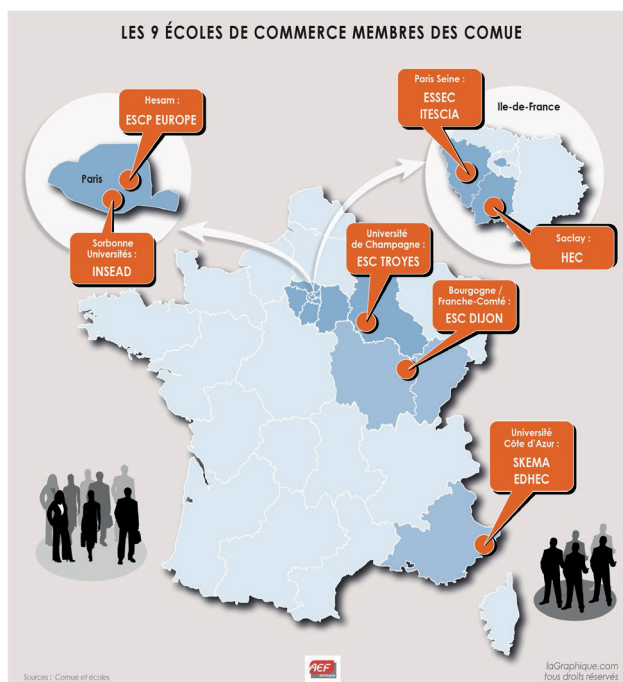 LES 9 ÉCOLES DE COMMERCE MEMBRES DES COMUE
Hesam :
ESCP EUROPE
Paris
Sorbonne
Universités :
INSEAD
Paris Seine :
ESSEC
ITESCIA
Ile-de-France
Saclay :
HEC
Université
de Champagne :
ESC TROYES
Bourgogne /
Franche-Comté :
ESC DIJON
Université
Côte d'Azur :
SKEMA
EDHEC
Sources : Comue et écoles
AEF
laGraphique.com
tous droits réservés